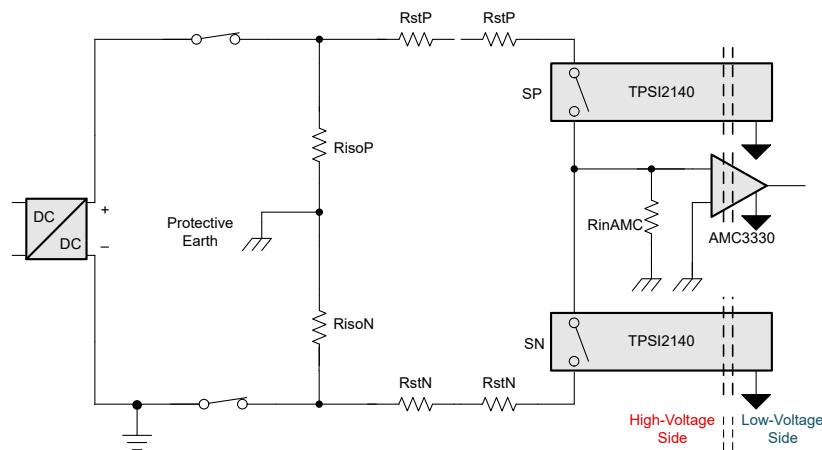 RstP
RstP
SP
TPSI2140
RisoP
DC
DC
+
–
Protective
Earth
RinAMC
AMC3330
RisoN
SN
TPSI2140
RstN
RstN
High-Voltage
Side
Low-Voltage
Side